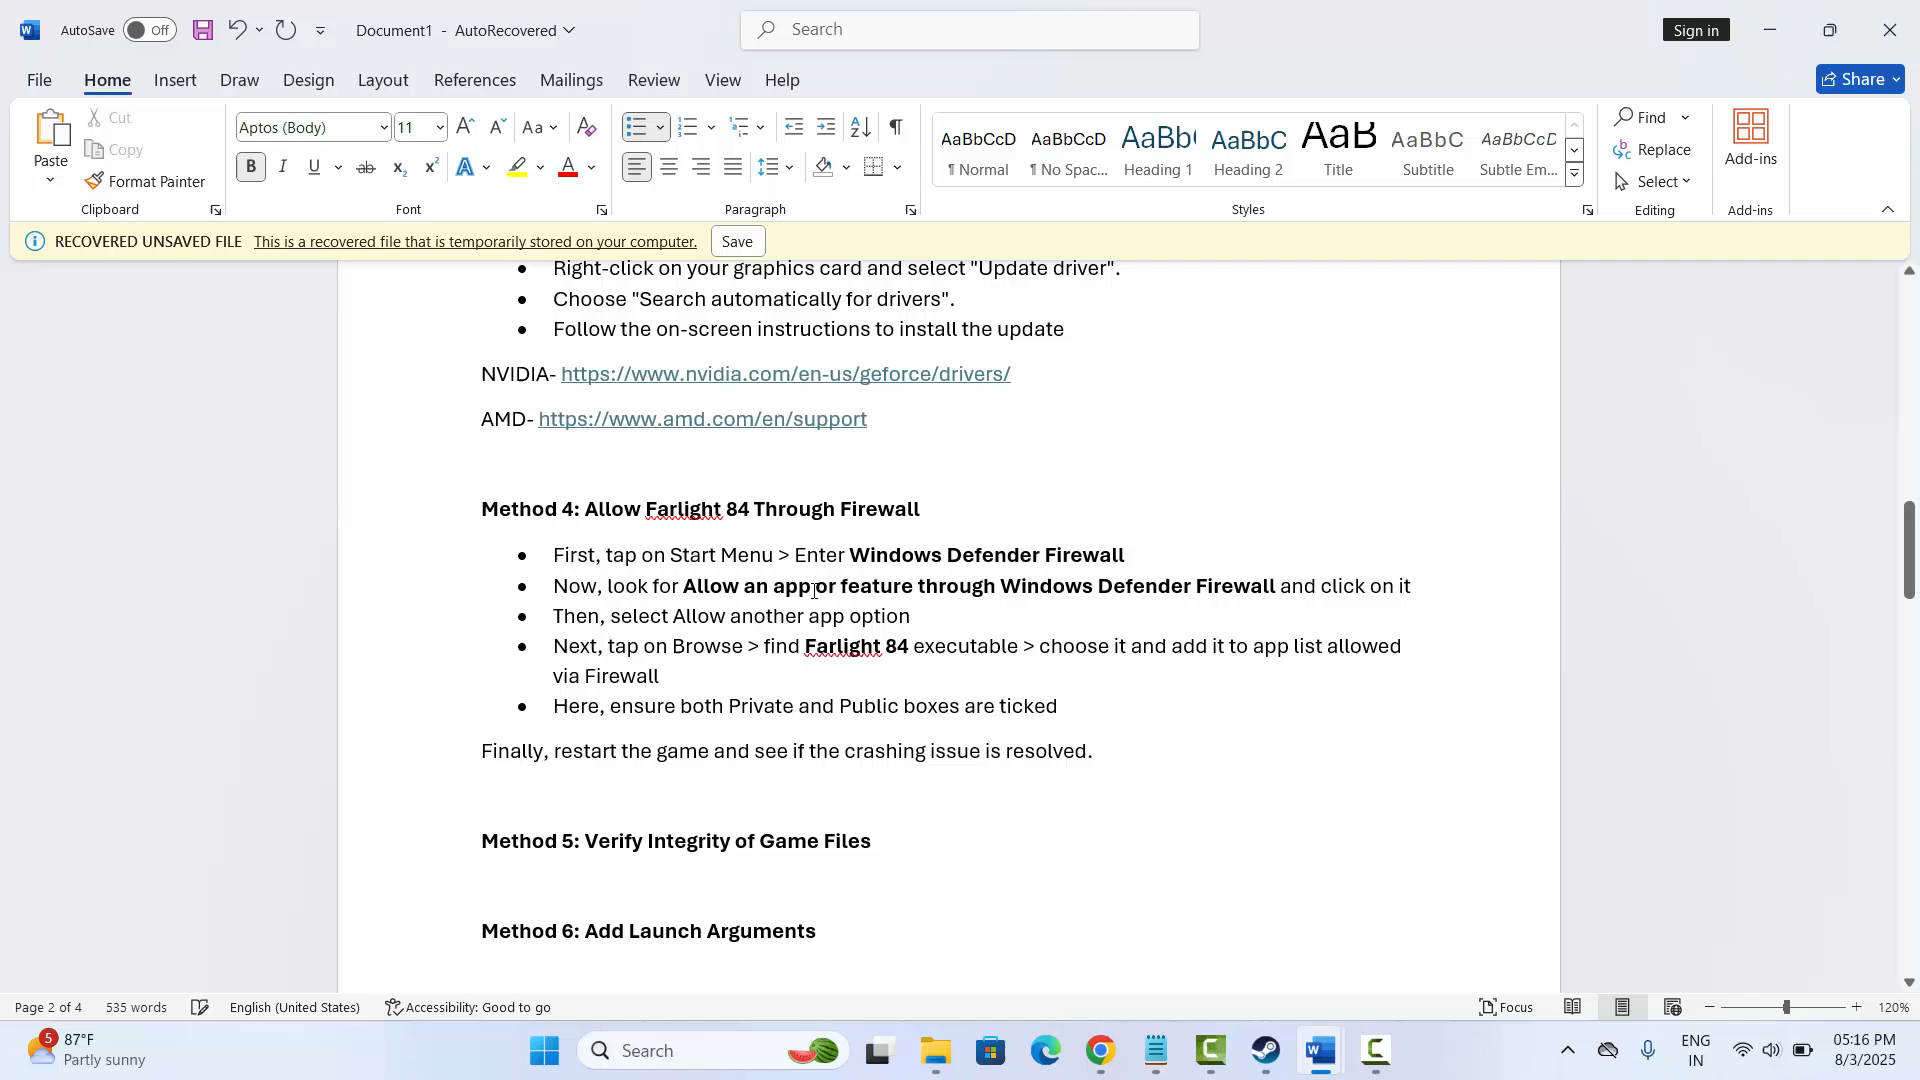 AutoSave Off Document1 - AutoRecovered Search Sign in
File Home Insert Draw Design Layout References Mailings Review View Help Share
Paste Cut Copy Format Painter Clipboard
Aptos (Body) 11 Aa Font
Paragraph
AaBbCcD ¶ Normal
AaBbCcD ¶ No Spac...
AaBb( Heading 1
AaBbC Heading 2
AaB Title
AaBbC Subtitle
AaBbCcD Subtle Em...
Styles
Find Replace Select Editing
Add-ins Add-ins
RECOVERED UNSAVED FILE This is a recovered file that is temporarily stored on your computer. Save
• Right-click on your graphics card and select "Update driver".
• Choose "Search automatically for drivers".
• Follow the on-screen instructions to install the update
NVIDIA- https://www.nvidia.com/en-us/geforce/drivers/
AMD- https://www.amd.com/en/support
Method 4: Allow Farlight 84 Through Firewall
• First, tap on Start Menu > Enter Windows Defender Firewall
• Now, look for Allow an app or feature through Windows Defender Firewall and click on it
• Then, select Allow another app option
• Next, tap on Browse > find Farlight 84 executable > choose it and add it to app list allowed
via Firewall
• Here, ensure both Private and Public boxes are ticked
Finally, restart the game and see if the crashing issue is resolved.
Method 5: Verify Integrity of Game Files
Method 6: Add Launch Arguments
Page 2 of 4 535 words English (United States) Accessibility: Good to go Focus 120%
5 87°F
Partly sunny
Search
ENG
IN
05:16 PM
8/3/2025